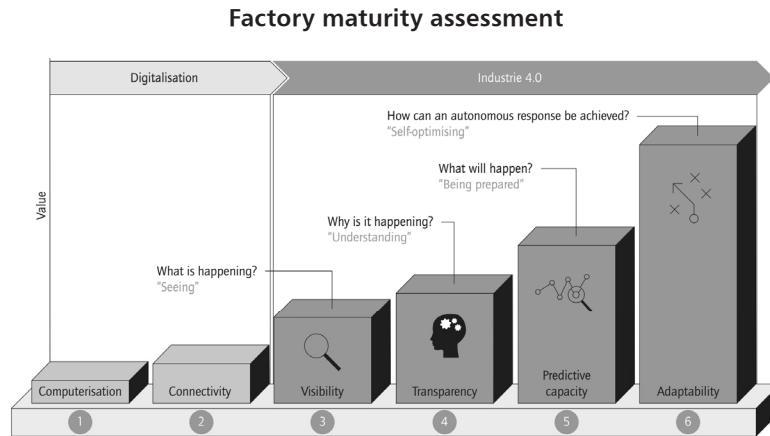 Factory maturity assessment
Digitalisation
Industrie 4.0
How can an autonomous response be achieved?
"Self-optimising"
What will happen?
"Being prepared"
Why is it happening?
"Understanding"
What is happening?
"Seeing"
Value
Computerisation
Connectivity
Visibility
Transparency
Predictive
capacity
Adaptability
1
2
3
4
5
6